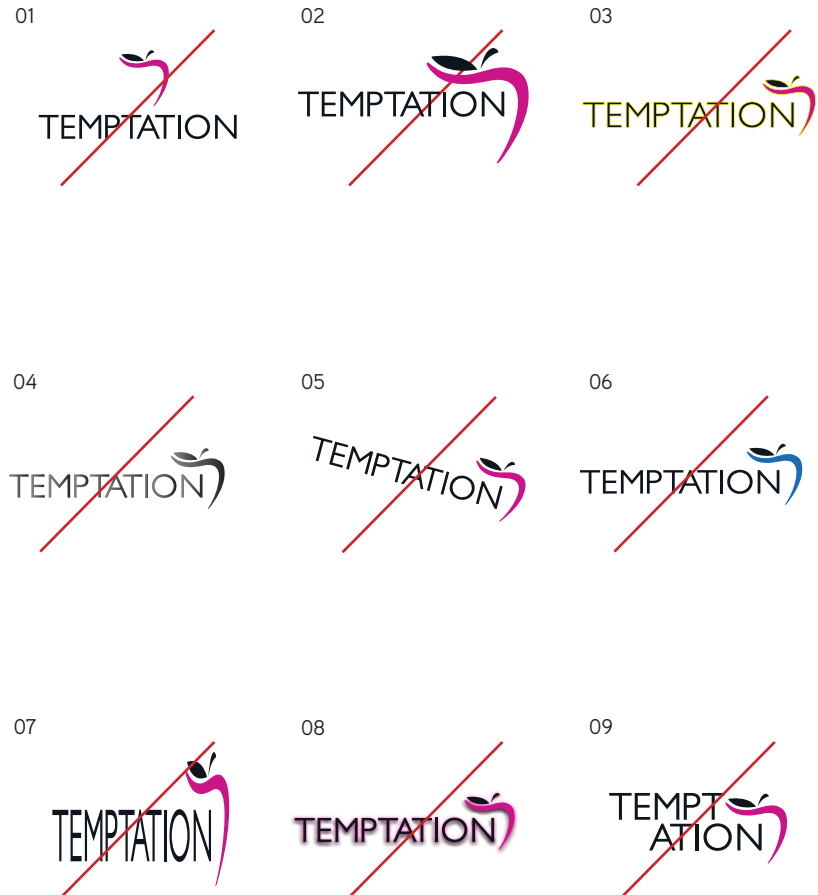 01
TEMPTATION
02
TEMPTATION
03
TEMPTATION
04
TEMPTATION
05
TEMPTATION
06
TEMPTATION
07
TEMPTATION
08
TEMPTATION
09
TEMPT
ATION